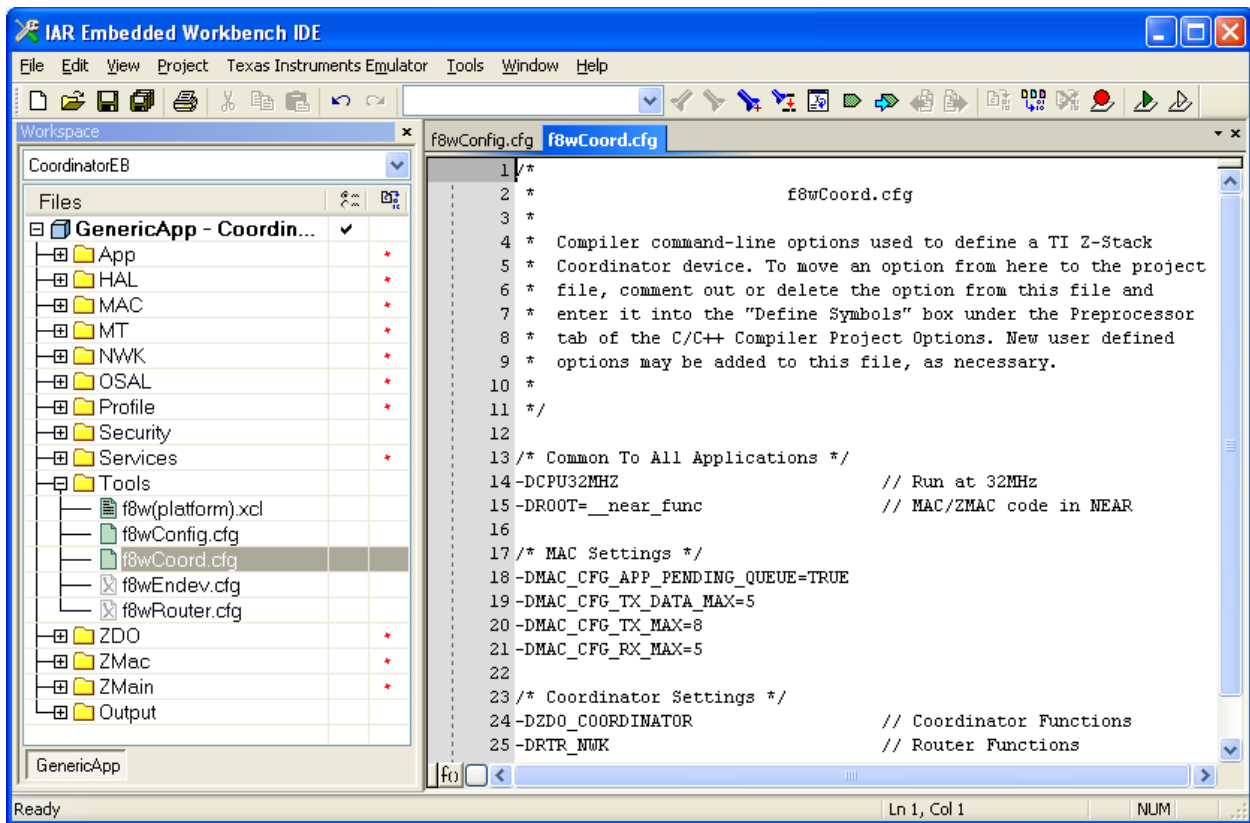 IAR Embedded Workbench IDE
File Edit View Project Texas Instruments Emulator Tools Window Help
Workspace
CoordinatorEB
Files
GenericApp - Coordin...
App
HAL
MAC
MT
NWK
OSAL
Profile
Security
Services
Tools
f8w(platform).xcl
f8wConfig.cfg
f8wCoord.cfg
f8wEndev.cfg
f8wRouter.cfg
ZDO
ZMac
ZMain
Output
GenericApp
f8wConfig.cfg f8wCoord.cfg
1 /*
2 * f8wCoord.cfg
3 *
4 * Compiler command-line options used to define a TI Z-Stack
5 * Coordinator device. To move an option from here to the project
6 * file, comment out or delete the option from this file and
7 * enter it into the "Define Symbols" box under the Preprocessor
8 * tab of the C/C++ Compiler Project Options. New user defined
9 * options may be added to this file, as necessary.
10 *
11 */
12
13 /* Common To All Applications */
14 -DCPU32MHZ // Run at 32MHz
15 -DROOT=__near_func // MAC/ZMAC code in NEAR
16
17 /* MAC Settings */
18 -DMAC_CFG_APP_PENDING_QUEUE=TRUE
19 -DMAC_CFG_TX_DATA_MAX=5
20 -DMAC_CFG_TX_MAX=8
21 -DMAC_CFG_RX_MAX=5
22
23 /* Coordinator Settings */
24 -DZDO_COORDINATOR // Coordinator Functions
25 -DRTR_NWK // Router Functions
f()
Ready Ln 1, Col 1 NUM